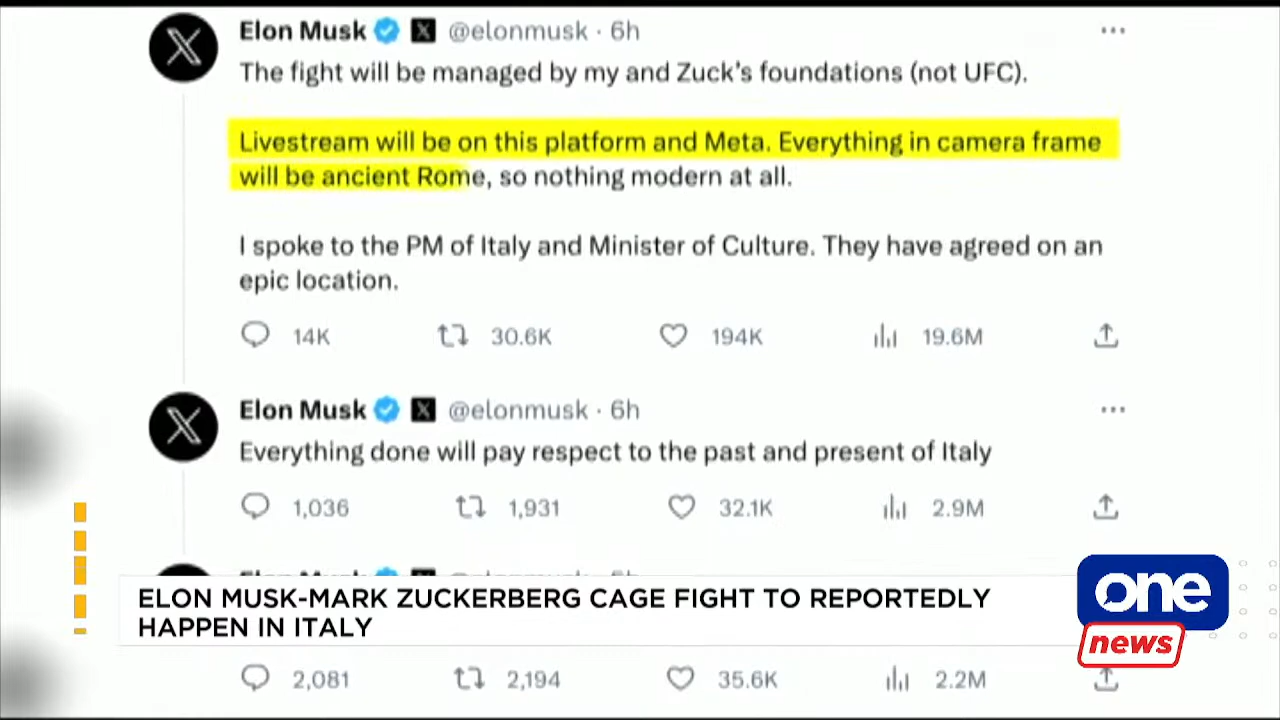 Elon Musk @elonmusk · 6h
The fight will be managed by my and Zuck's foundations (not UFC).
Livestream will be on this platform and Meta. Everything in camera frame
will be ancient Rome, so nothing modern at all.
I spoke to the PM of Italy and Minister of Culture. They have agreed on an
epic location.
14K 30.6K 194K 19.6M
Elon Musk @elonmusk · 6h
Everything done will pay respect to the past and present of Italy
1,036 1,931 32.1K 2.9M
ELON MUSK-MARK ZUCKERBERG CAGE FIGHT TO REPORTEDLY
HAPPEN IN ITALY
one
news
2,081 2,194 35.6K 2.2M